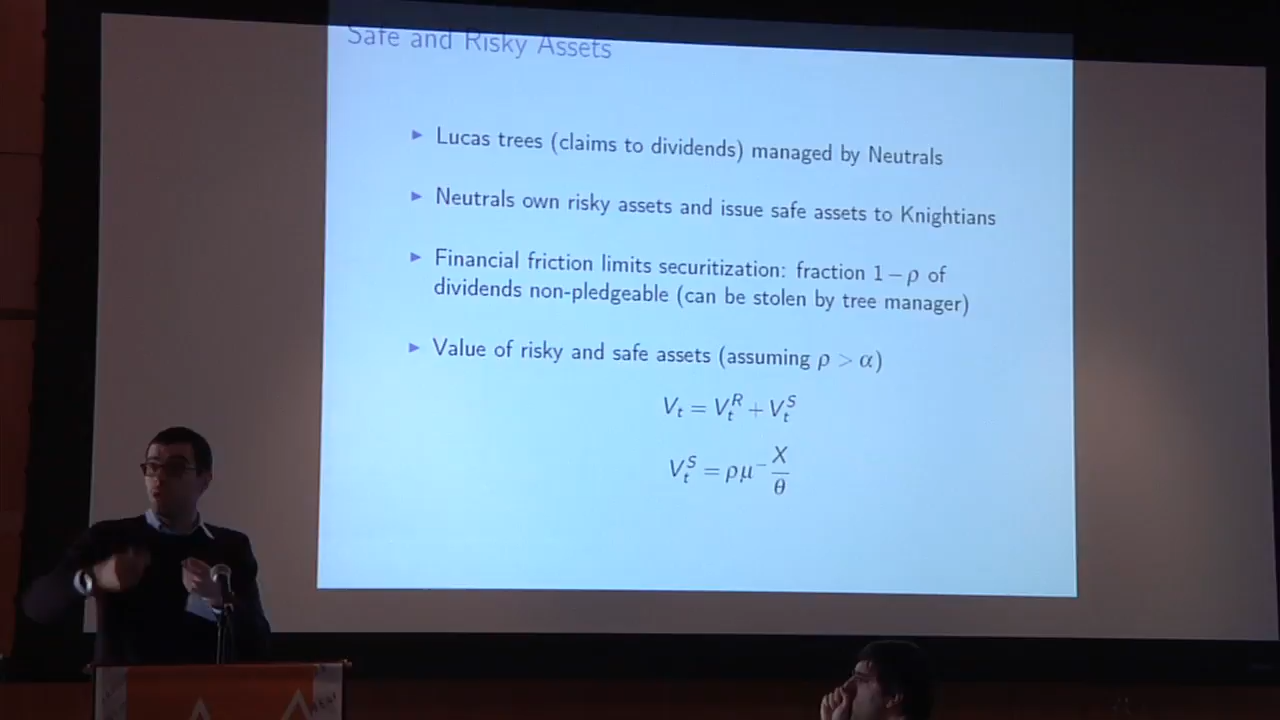 Safe and Risky Assets
▶ Lucas trees (claims to dividends) managed by Neutrals
▶ Neutrals own risky assets and issue safe assets to Knightians
▶ Financial friction limits securitization: fraction 1 − ρ of
dividends non-pledgeable (can be stolen by tree manager)
▶ Value of risky and safe assets (assuming ρ > α)
V_t = V_t^R + V_t^S
V_t^S = ρμ^− X/θ